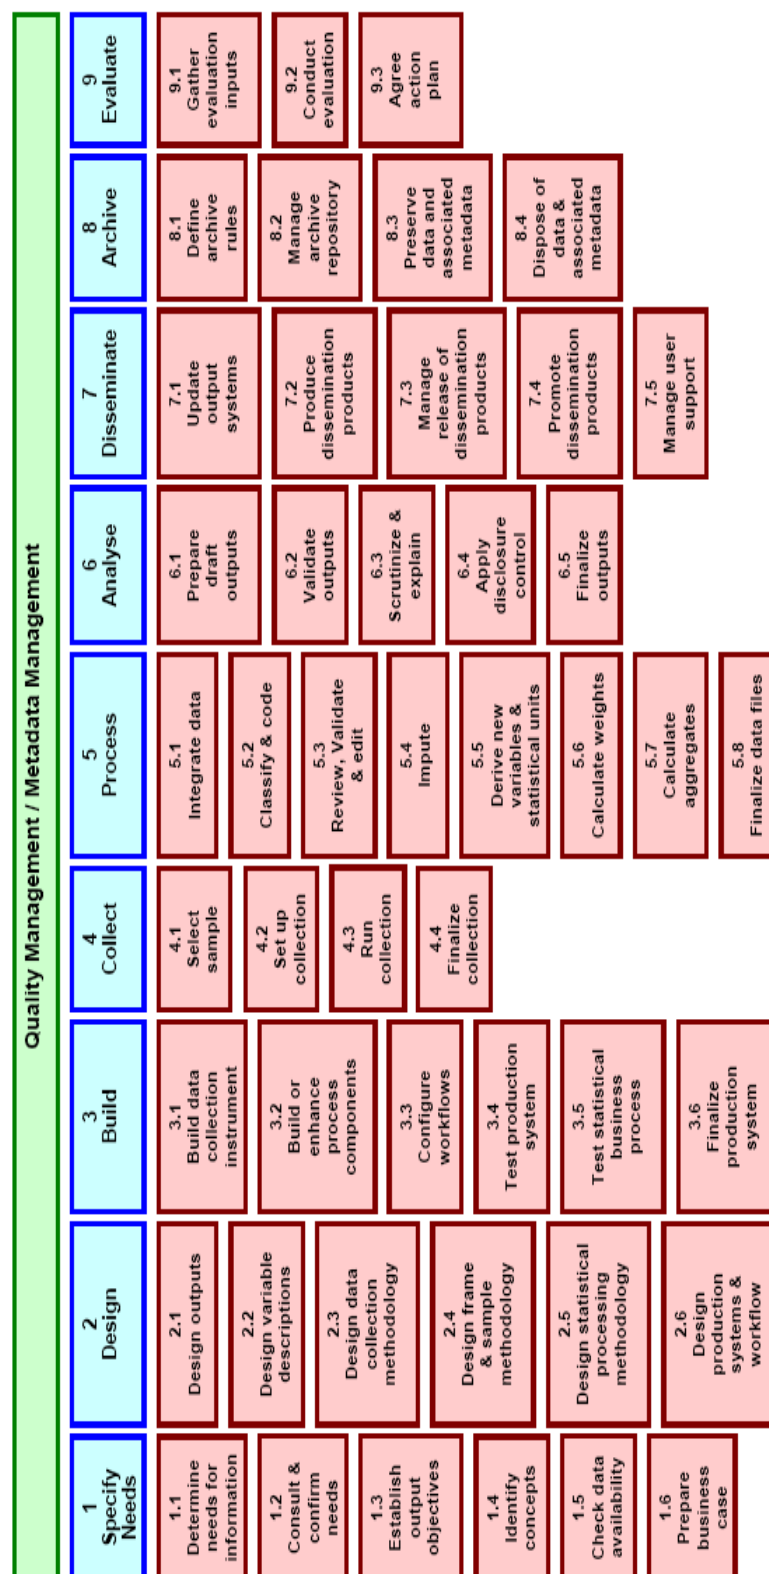 Quality Management / Metadata Management
1
Specify
Needs
1.1
Determine
needs for
information
1.2
Consult &
confirm
needs
1.3
Establish
output
objectives
1.4
Identify
concepts
1.5
Check data
availability
1.6
Prepare
business
case
2
Design
2.1
Design outputs
2.2
Design variable
descriptions
2.3
Design data
collection
methodology
2.4
Design frame
& sample
methodology
2.5
Design statistical
processing
methodology
2.6
Design
production
systems &
workflow
3
Build
3.1
Build data
collection
instrument
3.2
Build or
enhance
process
components
3.3
Configure
workflows
3.4
Test production
system
3.5
Test statistical
business
process
3.6
Finalize
production
system
4
Collect
4.1
Select
sample
4.2
Set up
collection
4.3
Run
collection
4.4
Finalize
collection
5
Process
5.1
Integrate data
5.2
Classify & code
5.3
Review, Validate
& edit
5.4
Impute
5.5
Derive new
variables &
statistical units
5.6
Calculate weights
5.7
Calculate
aggregates
5.8
Finalize data files
6
Analyse
6.1
Prepare
draft
outputs
6.2
Validate
outputs
6.3
Scrutinize &
explain
6.4
Apply
disclosure
control
6.5
Finalize
outputs
7
Disseminate
7.1
Update
output
systems
7.2
Produce
dissemination
products
7.3
Manage
release of
dissemination
products
7.4
Promote
dissemination
products
7.5
Manage user
support
8
Archive
8.1
Define
archive
rules
8.2
Manage
archive
repository
8.3
Preserve
data and
associated
metadata
8.4
Dispose of
data &
associated
metadata
9
Evaluate
9.1
Gather
evaluation
inputs
9.2
Conduct
evaluation
9.3
Agree
action
plan